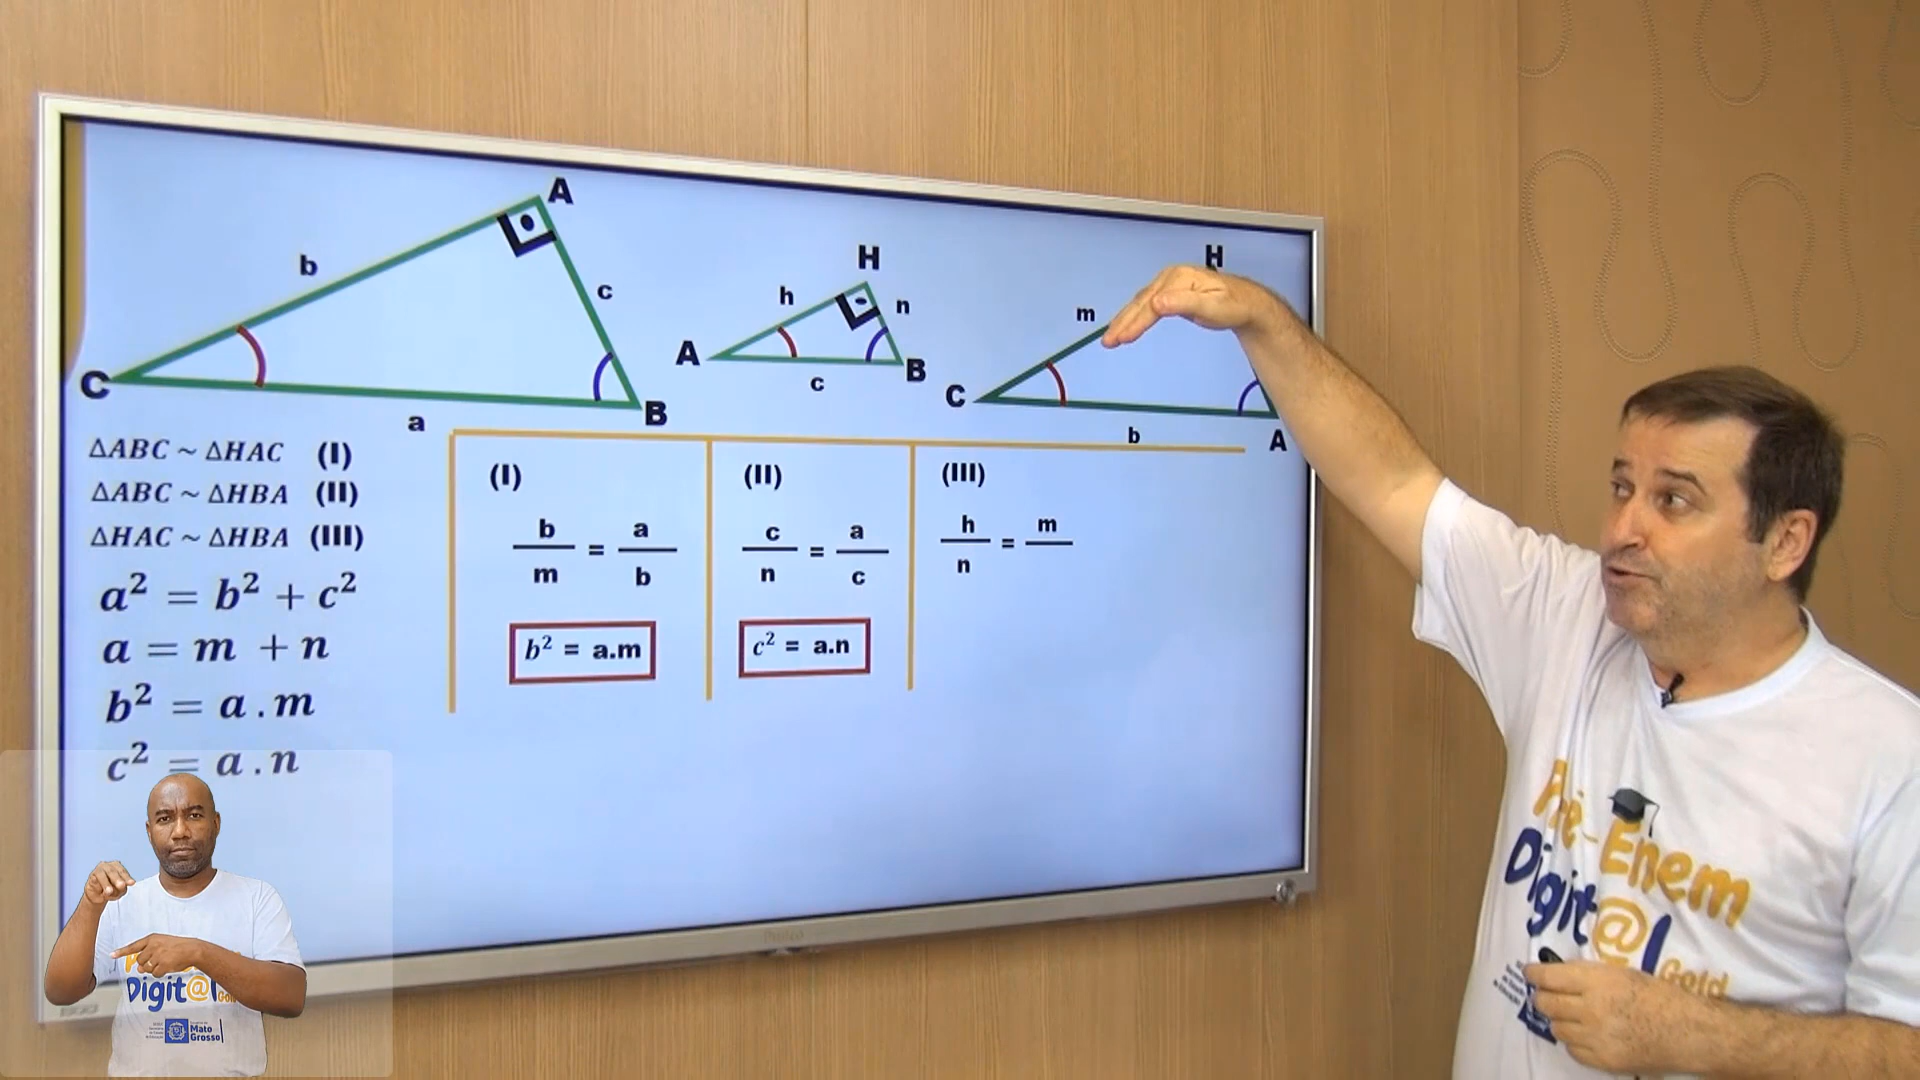 A
b
c
C
B
a
H
h
n
A
B
c
H
m
C
b
A
ΔABC ~ ΔHAC (I)
ΔABC ~ ΔHBA (II)
ΔHAC ~ ΔHBA (III)
a² = b² + c²
a = m + n
b² = a . m
c² = a . n
(I)
b/m = a/b
b² = a.m
(II)
c/n = a/c
c² = a.n
(III)
h/n = m
Pré-Enem
Digit@l
Gold
Digit@l
Mato
Grosso